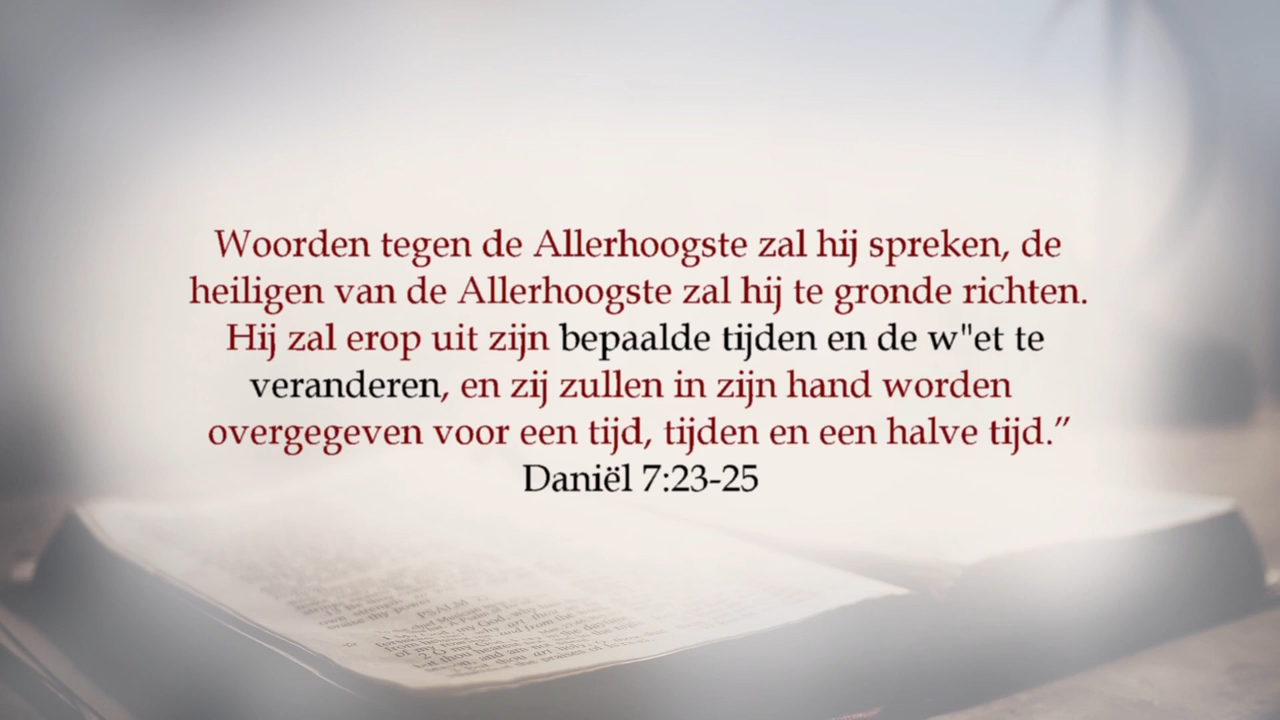 Woorden tegen de Allerhoogste zal hij spreken, de
heiligen van de Allerhoogste zal hij te gronde richten.
Hij zal erop uit zijn bepaalde tijden en de w"et te
veranderen, en zij zullen in zijn hand worden
overgegeven voor een tijd, tijden en een halve tijd.”
Daniël 7:23-25
PSALM